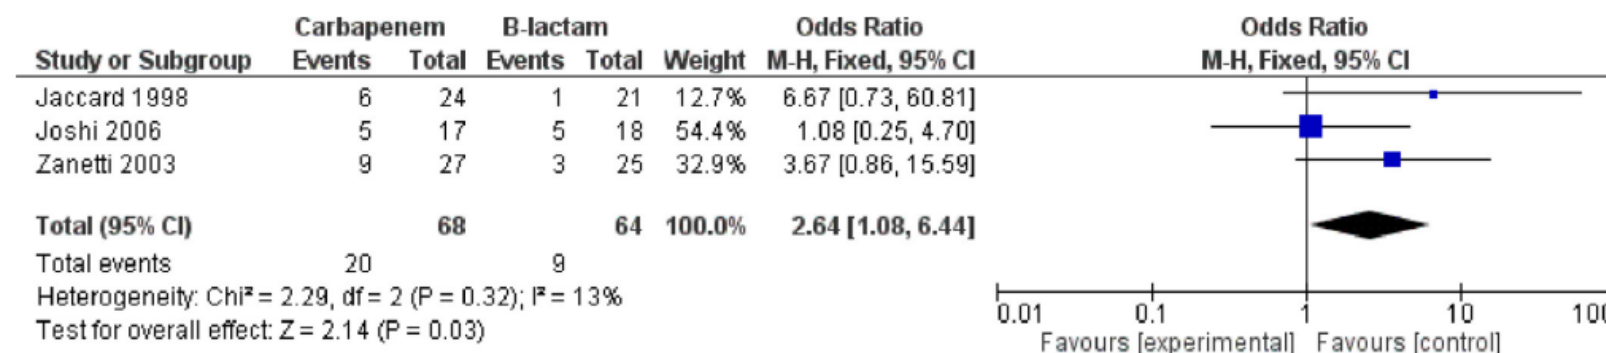 Carbapenem B-lactam Odds Ratio Odds Ratio
Study or Subgroup Events Total Events Total Weight M-H, Fixed, 95% CI M-H, Fixed, 95% CI
Jaccard 1998 6 24 1 21 12.7% 6.67 [0.73, 60.81]
Joshi 2006 5 17 5 18 54.4% 1.08 [0.25, 4.70]
Zanetti 2003 9 27 3 25 32.9% 3.67 [0.86, 15.59]
Total (95% CI) 68 64 100.0% 2.64 [1.08, 6.44]
Total events 20 9
Heterogeneity: Chi² = 2.29, df = 2 (P = 0.32); I² = 13%
Test for overall effect: Z = 2.14 (P = 0.03)
0.01 0.1 1 10 100
Favours [experimental] Favours [control]